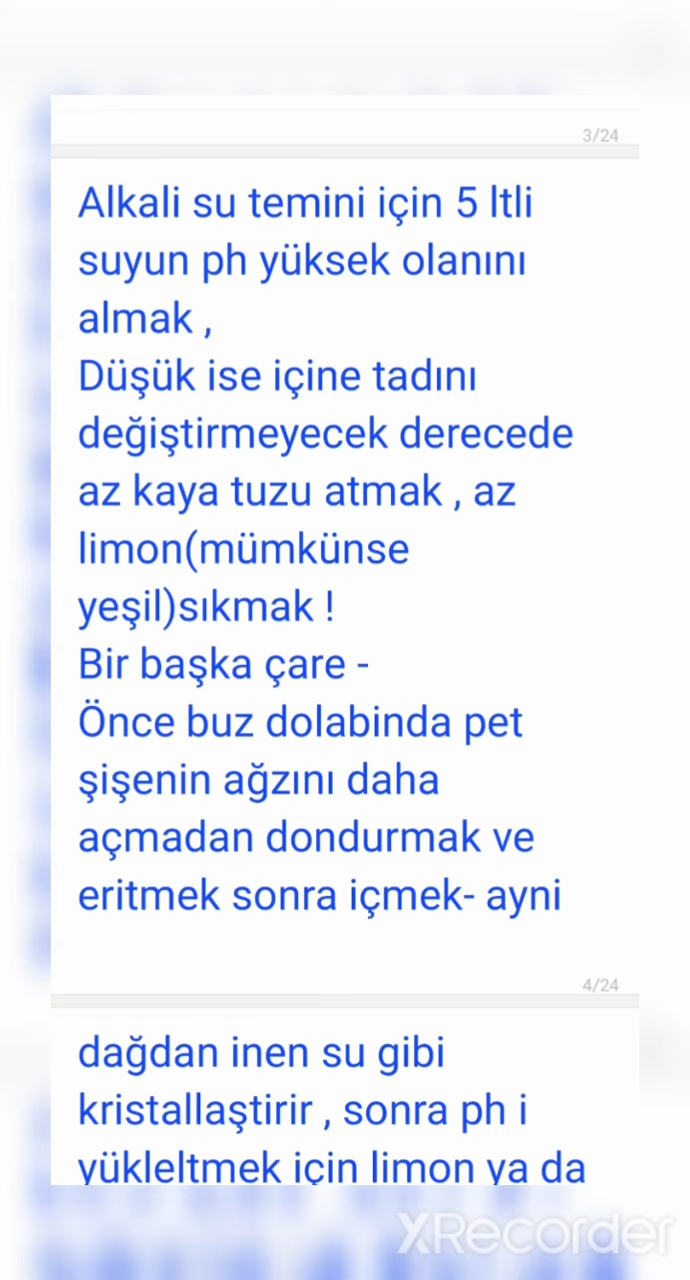 3/24
Alkali su temini için 5 ltli
suyun ph yüksek olanını
almak ,
Düşük ise içine tadını
değiştirmeyecek derecede
az kaya tuzu atmak , az
limon(mümkünse
yeşil)sıkmak !
Bir başka çare -
Önce buz dolabinda pet
şişenin ağzını daha
açmadan dondurmak ve
eritmek sonra içmek- ayni
4/24
dağdan inen su gibi
kristallaştirir , sonra ph i
yükleltmek için limon ya da
XRecorder